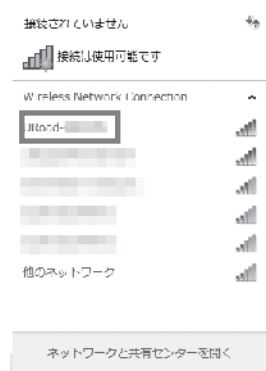 接続されていません
接続は使用可能です
Wireless Network Connection
URoad-
他のネットワーク
ネットワークと共有センターを開く